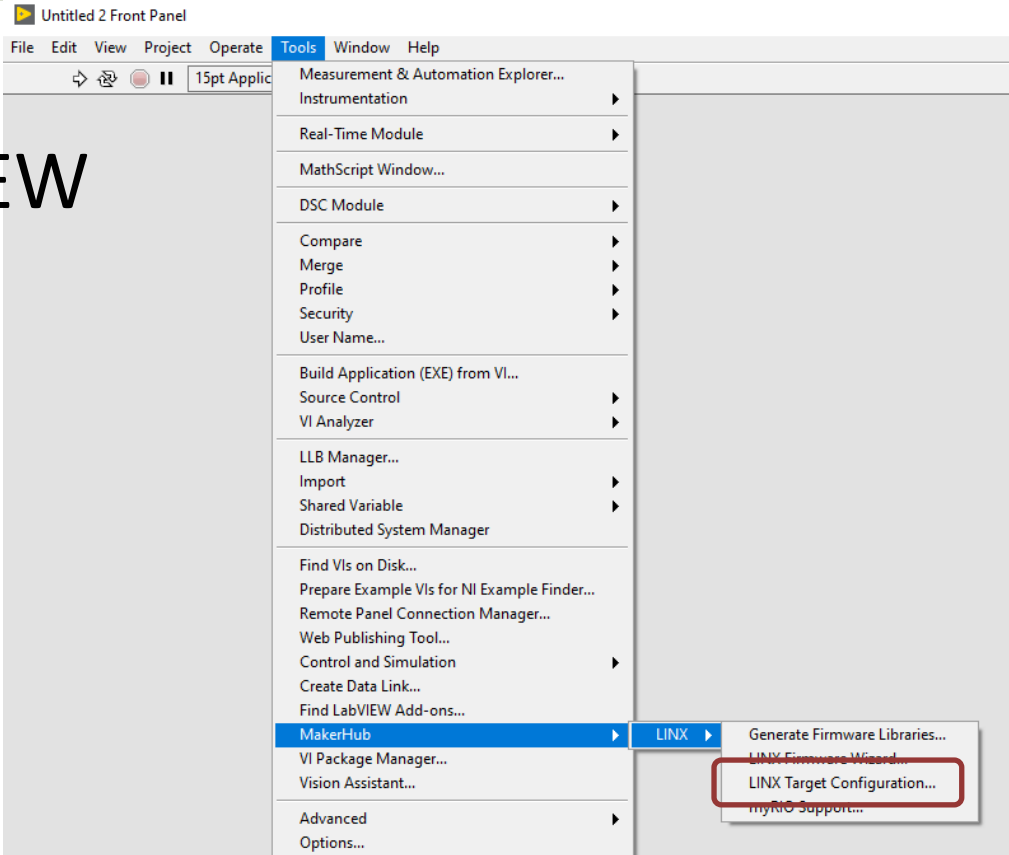 Untitled 2 Front Panel
File Edit View Project Operate Tools Window Help
15pt Applic
EW
Measurement & Automation Explorer...
Instrumentation
Real-Time Module
MathScript Window...
DSC Module
Compare
Merge
Profile
Security
User Name...
Build Application (EXE) from VI...
Source Control
VI Analyzer
LLB Manager...
Import
Shared Variable
Distributed System Manager
Find VIs on Disk...
Prepare Example VIs for NI Example Finder...
Remote Panel Connection Manager...
Web Publishing Tool...
Control and Simulation
Create Data Link...
Find LabVIEW Add-ons...
MakerHub
VI Package Manager...
Vision Assistant...
Advanced
Options...
LINX
Generate Firmware Libraries...
LINX Firmware Wizard...
LINX Target Configuration...
myRIO Support...